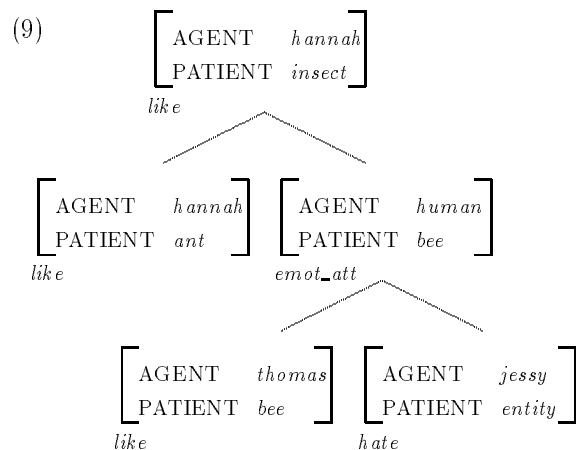 (9)
AGENT hannah
PATIENT insect
like
AGENT hannah
PATIENT ant
like
AGENT human
PATIENT bee
emot_att
AGENT thomas
PATIENT bee
like
AGENT jessy
PATIENT entity
hate